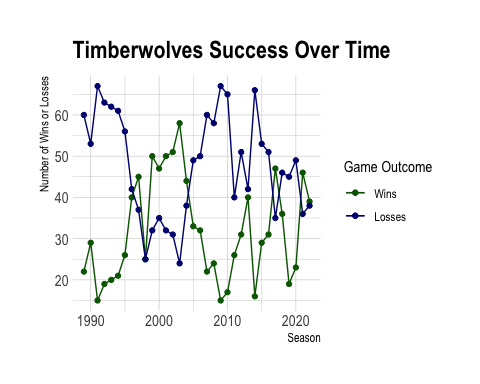 Timberwolves Success Over Time
Number of Wins or Losses
60
50
40
30
20
1990 2000 2010 2020
Season
Game Outcome
Wins
Losses